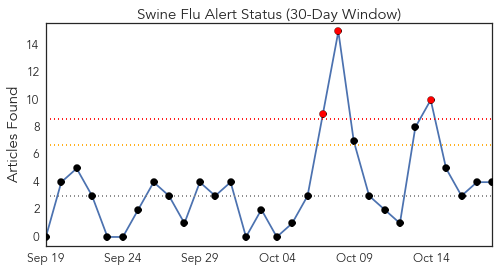 Swine Flu Alert Status (30-Day Window)
Articles Found
14
12
10
8
6
4
2
0
Sep 19
Sep 24
Sep 29
Oct 04
Oct 09
Oct 14